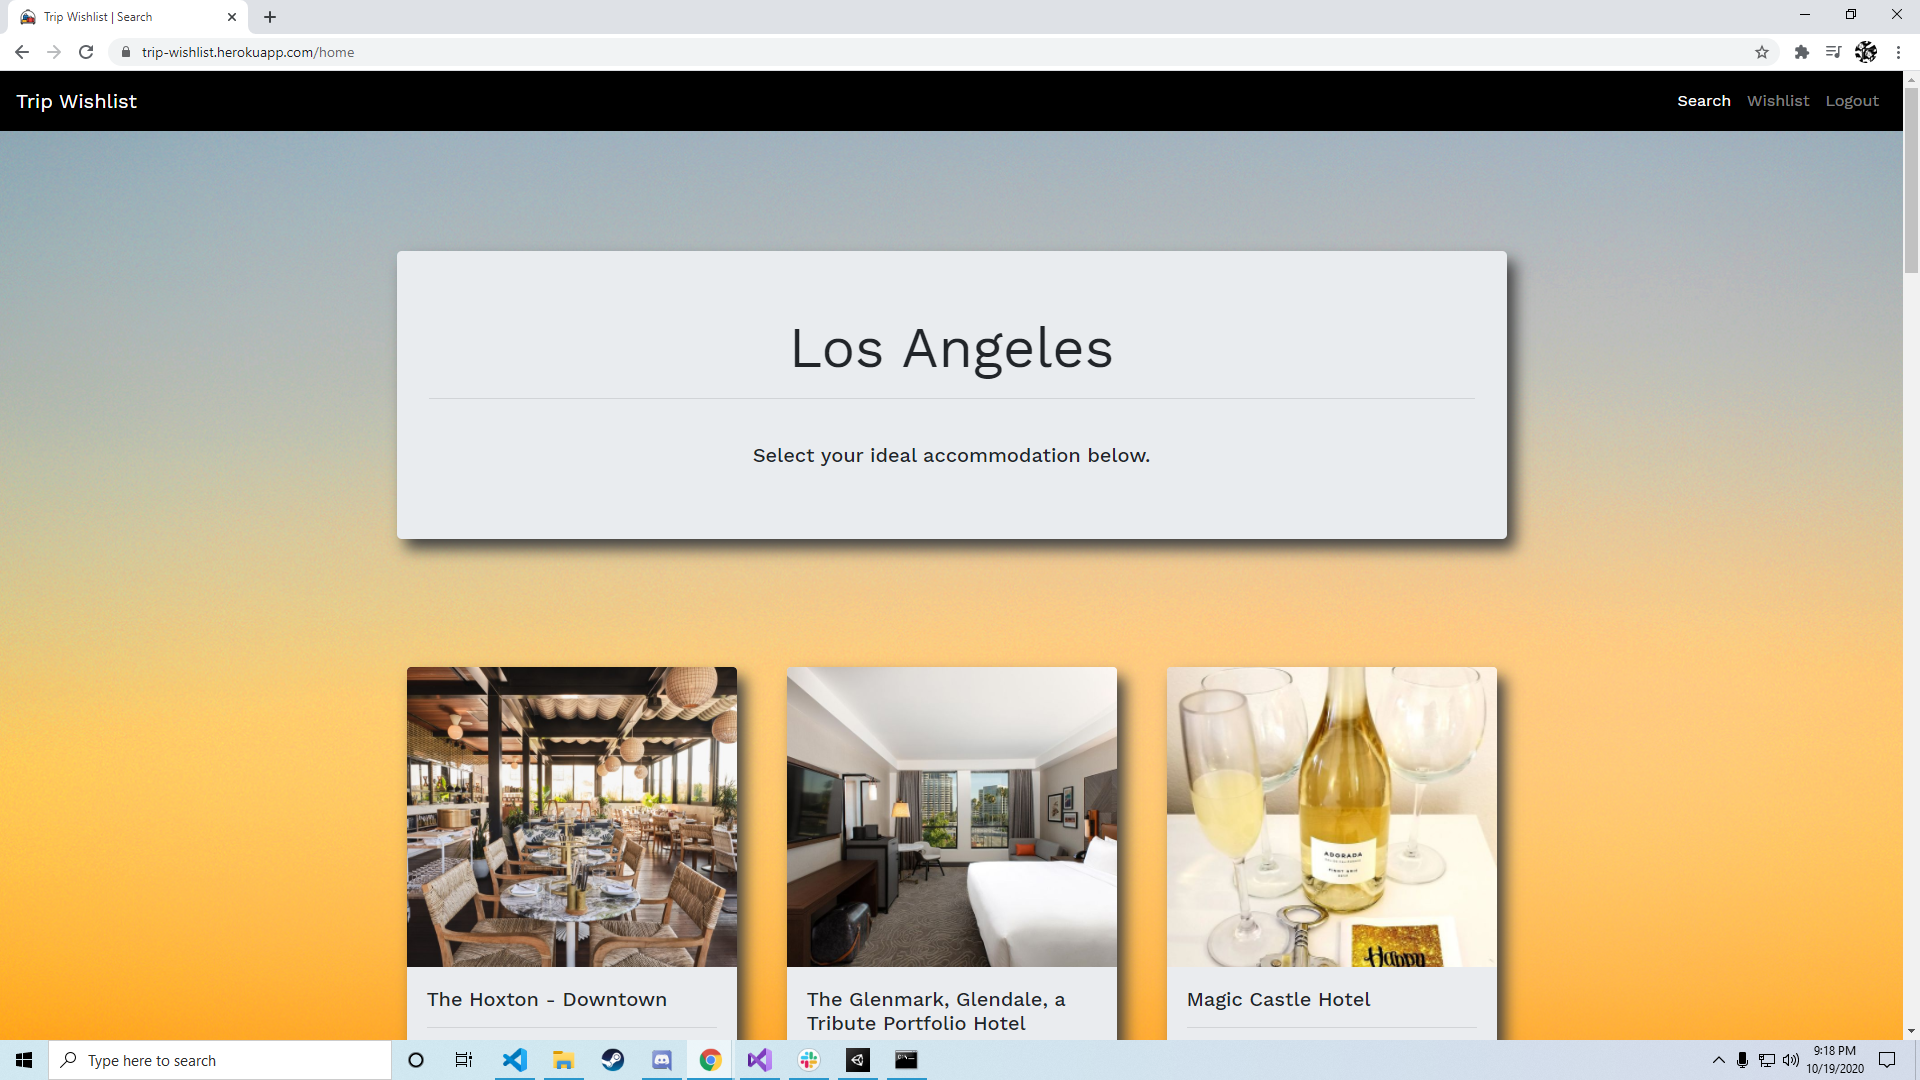 Trip Wishlist | Search
trip-wishlist.herokuapp.com/home
Trip Wishlist
Search Wishlist Logout
Los Angeles
Select your ideal accommodation below.
ADORADA
PINOT GRIS
Happy
The Hoxton - Downtown
The Glenmark, Glendale, a
Tribute Portfolio Hotel
Magic Castle Hotel
Type here to search
9:18 PM
10/19/2020